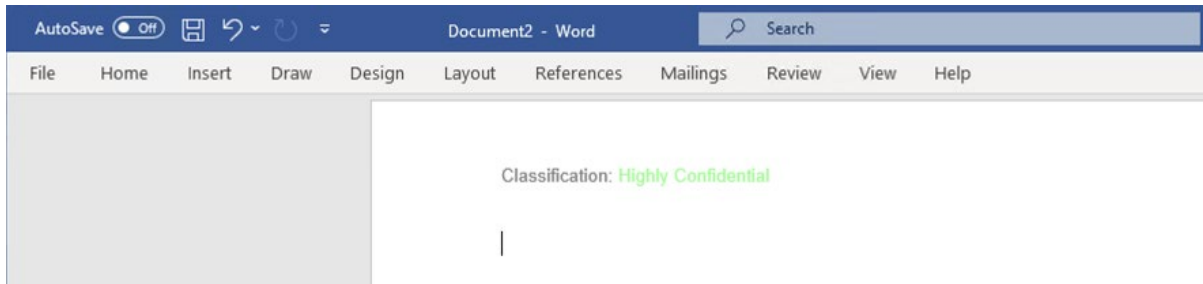 AutoSave Off Document2 - Word Search
File Home Insert Draw Design Layout References Mailings Review View Help
Classification: Highly Confidential